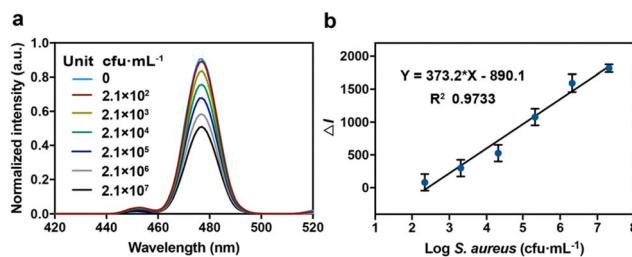 a
Normalized intensity (a.u.)
1.0
0.8
0.6
0.4
0.2
0.0
Unit cfu·mL⁻¹
0
2.1×10²
2.1×10³
2.1×10⁴
2.1×10⁵
2.1×10⁶
2.1×10⁷
420 440 460 480 500 520
Wavelength (nm)
b
△I
2000
1500
1000
500
0
Y = 373.2*X - 890.1
R² 0.9733
1 2 3 4 5 6 7 8
Log S. aureus (cfu·mL⁻¹)